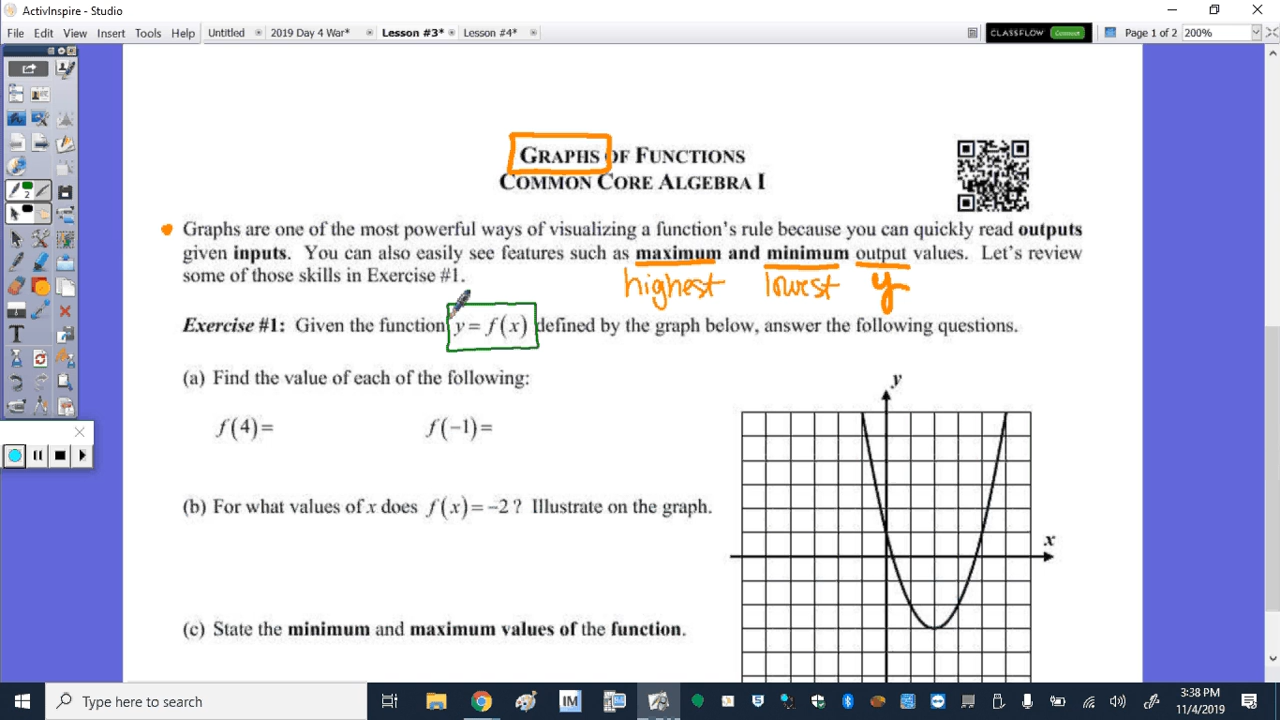 ActivInspire - Studio
File Edit View Insert Tools Help Untitled 2019 Day 4 War* Lesson #3* Lesson #4* CLASSFLOW Connect Page 1 of 2 200%
GRAPHS OF FUNCTIONS
COMMON CORE ALGEBRA I
Graphs are one of the most powerful ways of visualizing a function's rule because you can quickly read outputs
given inputs. You can also easily see features such as maximum and minimum output values. Let's review
some of those skills in Exercise #1.
highest lowest y
Exercise #1: Given the function y = f(x) defined by the graph below, answer the following questions.
(a) Find the value of each of the following:
y
f(4)= f(−1)=
(b) For what values of x does f(x)=−2? Illustrate on the graph.
x
(c) State the minimum and maximum values of the function.
2
T
Type here to search
IM
3:38 PM
11/4/2019